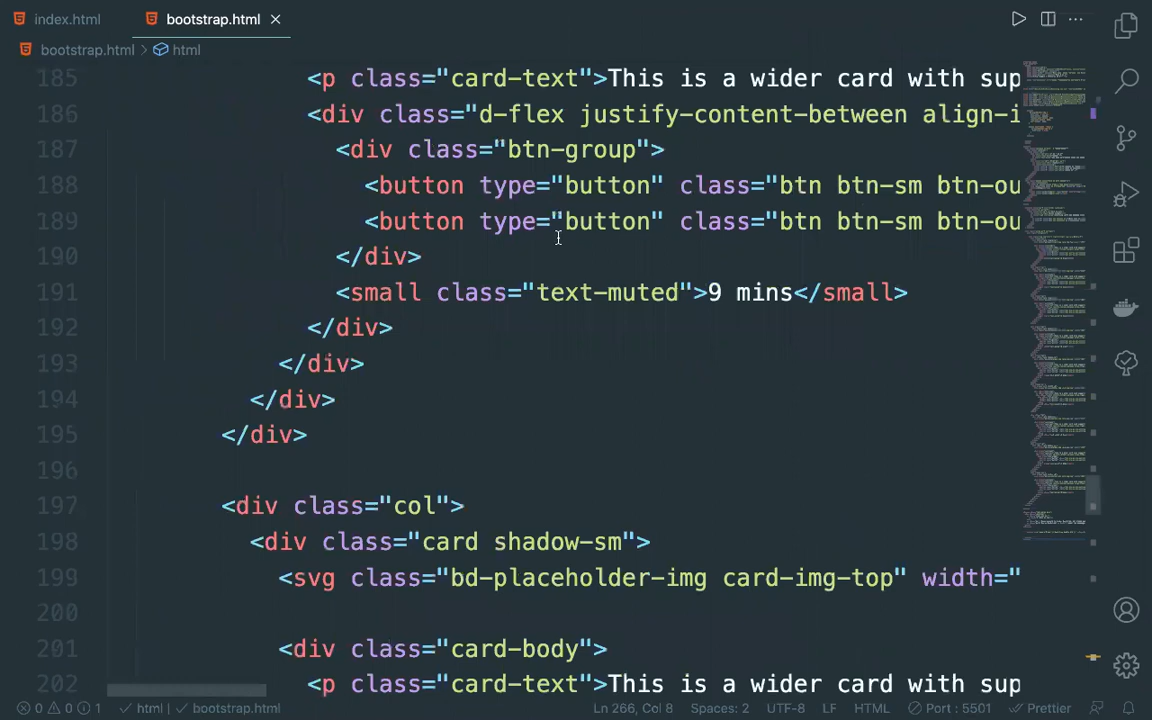 index.html
bootstrap.html
bootstrap.html > html
185 <p class="card-text">This is a wider card with sup
186 <div class="d-flex justify-content-between align-i
187 <div class="btn-group">
188 <button type="button" class="btn btn-sm btn-ou
189 <button type="button" class="btn btn-sm btn-ou
190 </div>
191 <small class="text-muted">9 mins</small>
192 </div>
193 </div>
194 </div>
195 </div>
196
197 <div class="col">
198 <div class="card shadow-sm">
199 <svg class="bd-placeholder-img card-img-top" width="
200
201 <div class="card-body">
202 <p class="card-text">This is a wider card with sup
0 0 1 html bootstrap.html Ln 266, Col 8 Spaces: 2 UTF-8 LF HTML Port : 5501 Prettier